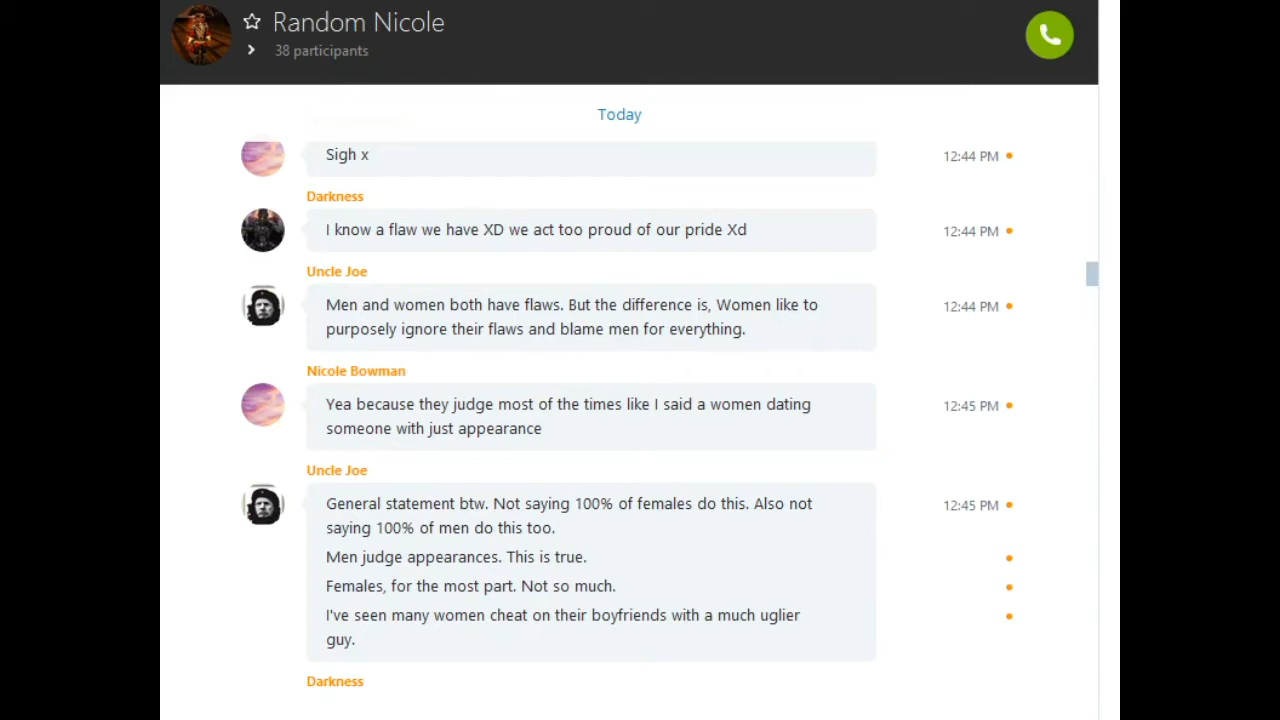 Random Nicole
38 participants
Today
Sigh x
12:44 PM
Darkness
I know a flaw we have XD we act too proud of our pride Xd
12:44 PM
Uncle Joe
Men and women both have flaws. But the difference is, Women like to
12:44 PM
purposely ignore their flaws and blame men for everything.
Nicole Bowman
Yea because they judge most of the times like I said a women dating
12:45 PM
someone with just appearance
Uncle Joe
General statement btw. Not saying 100% of females do this. Also not
12:45 PM
saying 100% of men do this too.
Men judge appearances. This is true.
Females, for the most part. Not so much.
I've seen many women cheat on their boyfriends with a much uglier
guy.
Darkness